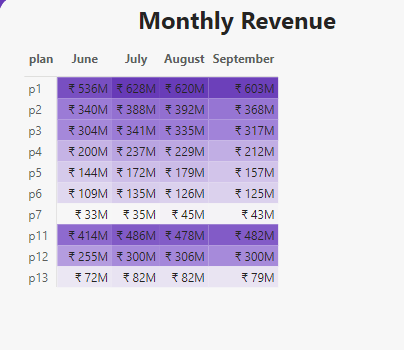 Monthly Revenue
plan June July August September
p1 ₹ 536M ₹ 628M ₹ 620M ₹ 603M
p2 ₹ 340M ₹ 388M ₹ 392M ₹ 368M
p3 ₹ 304M ₹ 341M ₹ 335M ₹ 317M
p4 ₹ 200M ₹ 237M ₹ 229M ₹ 212M
p5 ₹ 144M ₹ 172M ₹ 179M ₹ 157M
p6 ₹ 109M ₹ 135M ₹ 126M ₹ 125M
p7 ₹ 33M ₹ 35M ₹ 45M ₹ 43M
p11 ₹ 414M ₹ 486M ₹ 478M ₹ 482M
p12 ₹ 255M ₹ 300M ₹ 306M ₹ 300M
p13 ₹ 72M ₹ 82M ₹ 82M ₹ 79M